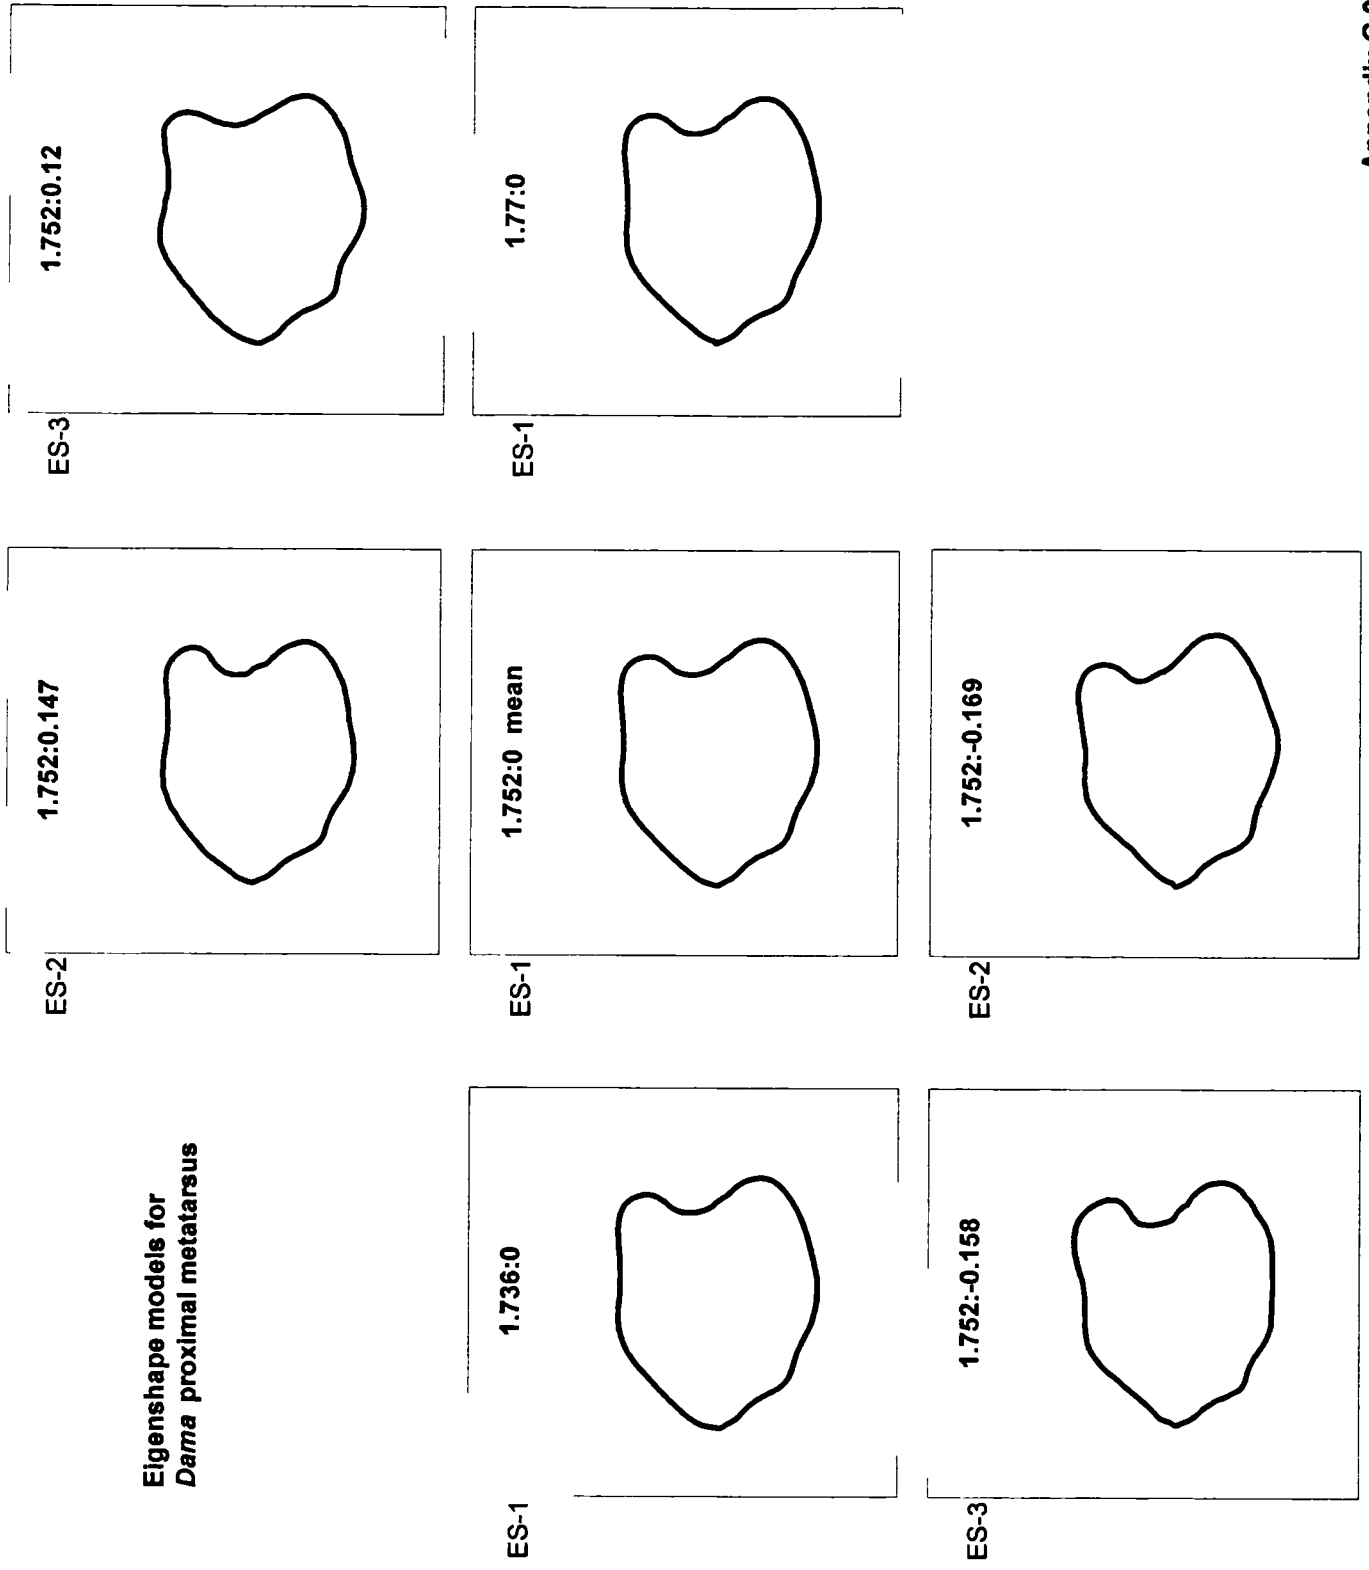 Eigenshape models for
Dama proximal metatarsus
ES-2
1.752:0.147
ES-3
1.752:0.12
ES-1
1.736:0
ES-1
1.752:0 mean
ES-1
1.77:0
ES-3
1.752:-0.158
ES-2
1.752:-0.169
Appendix